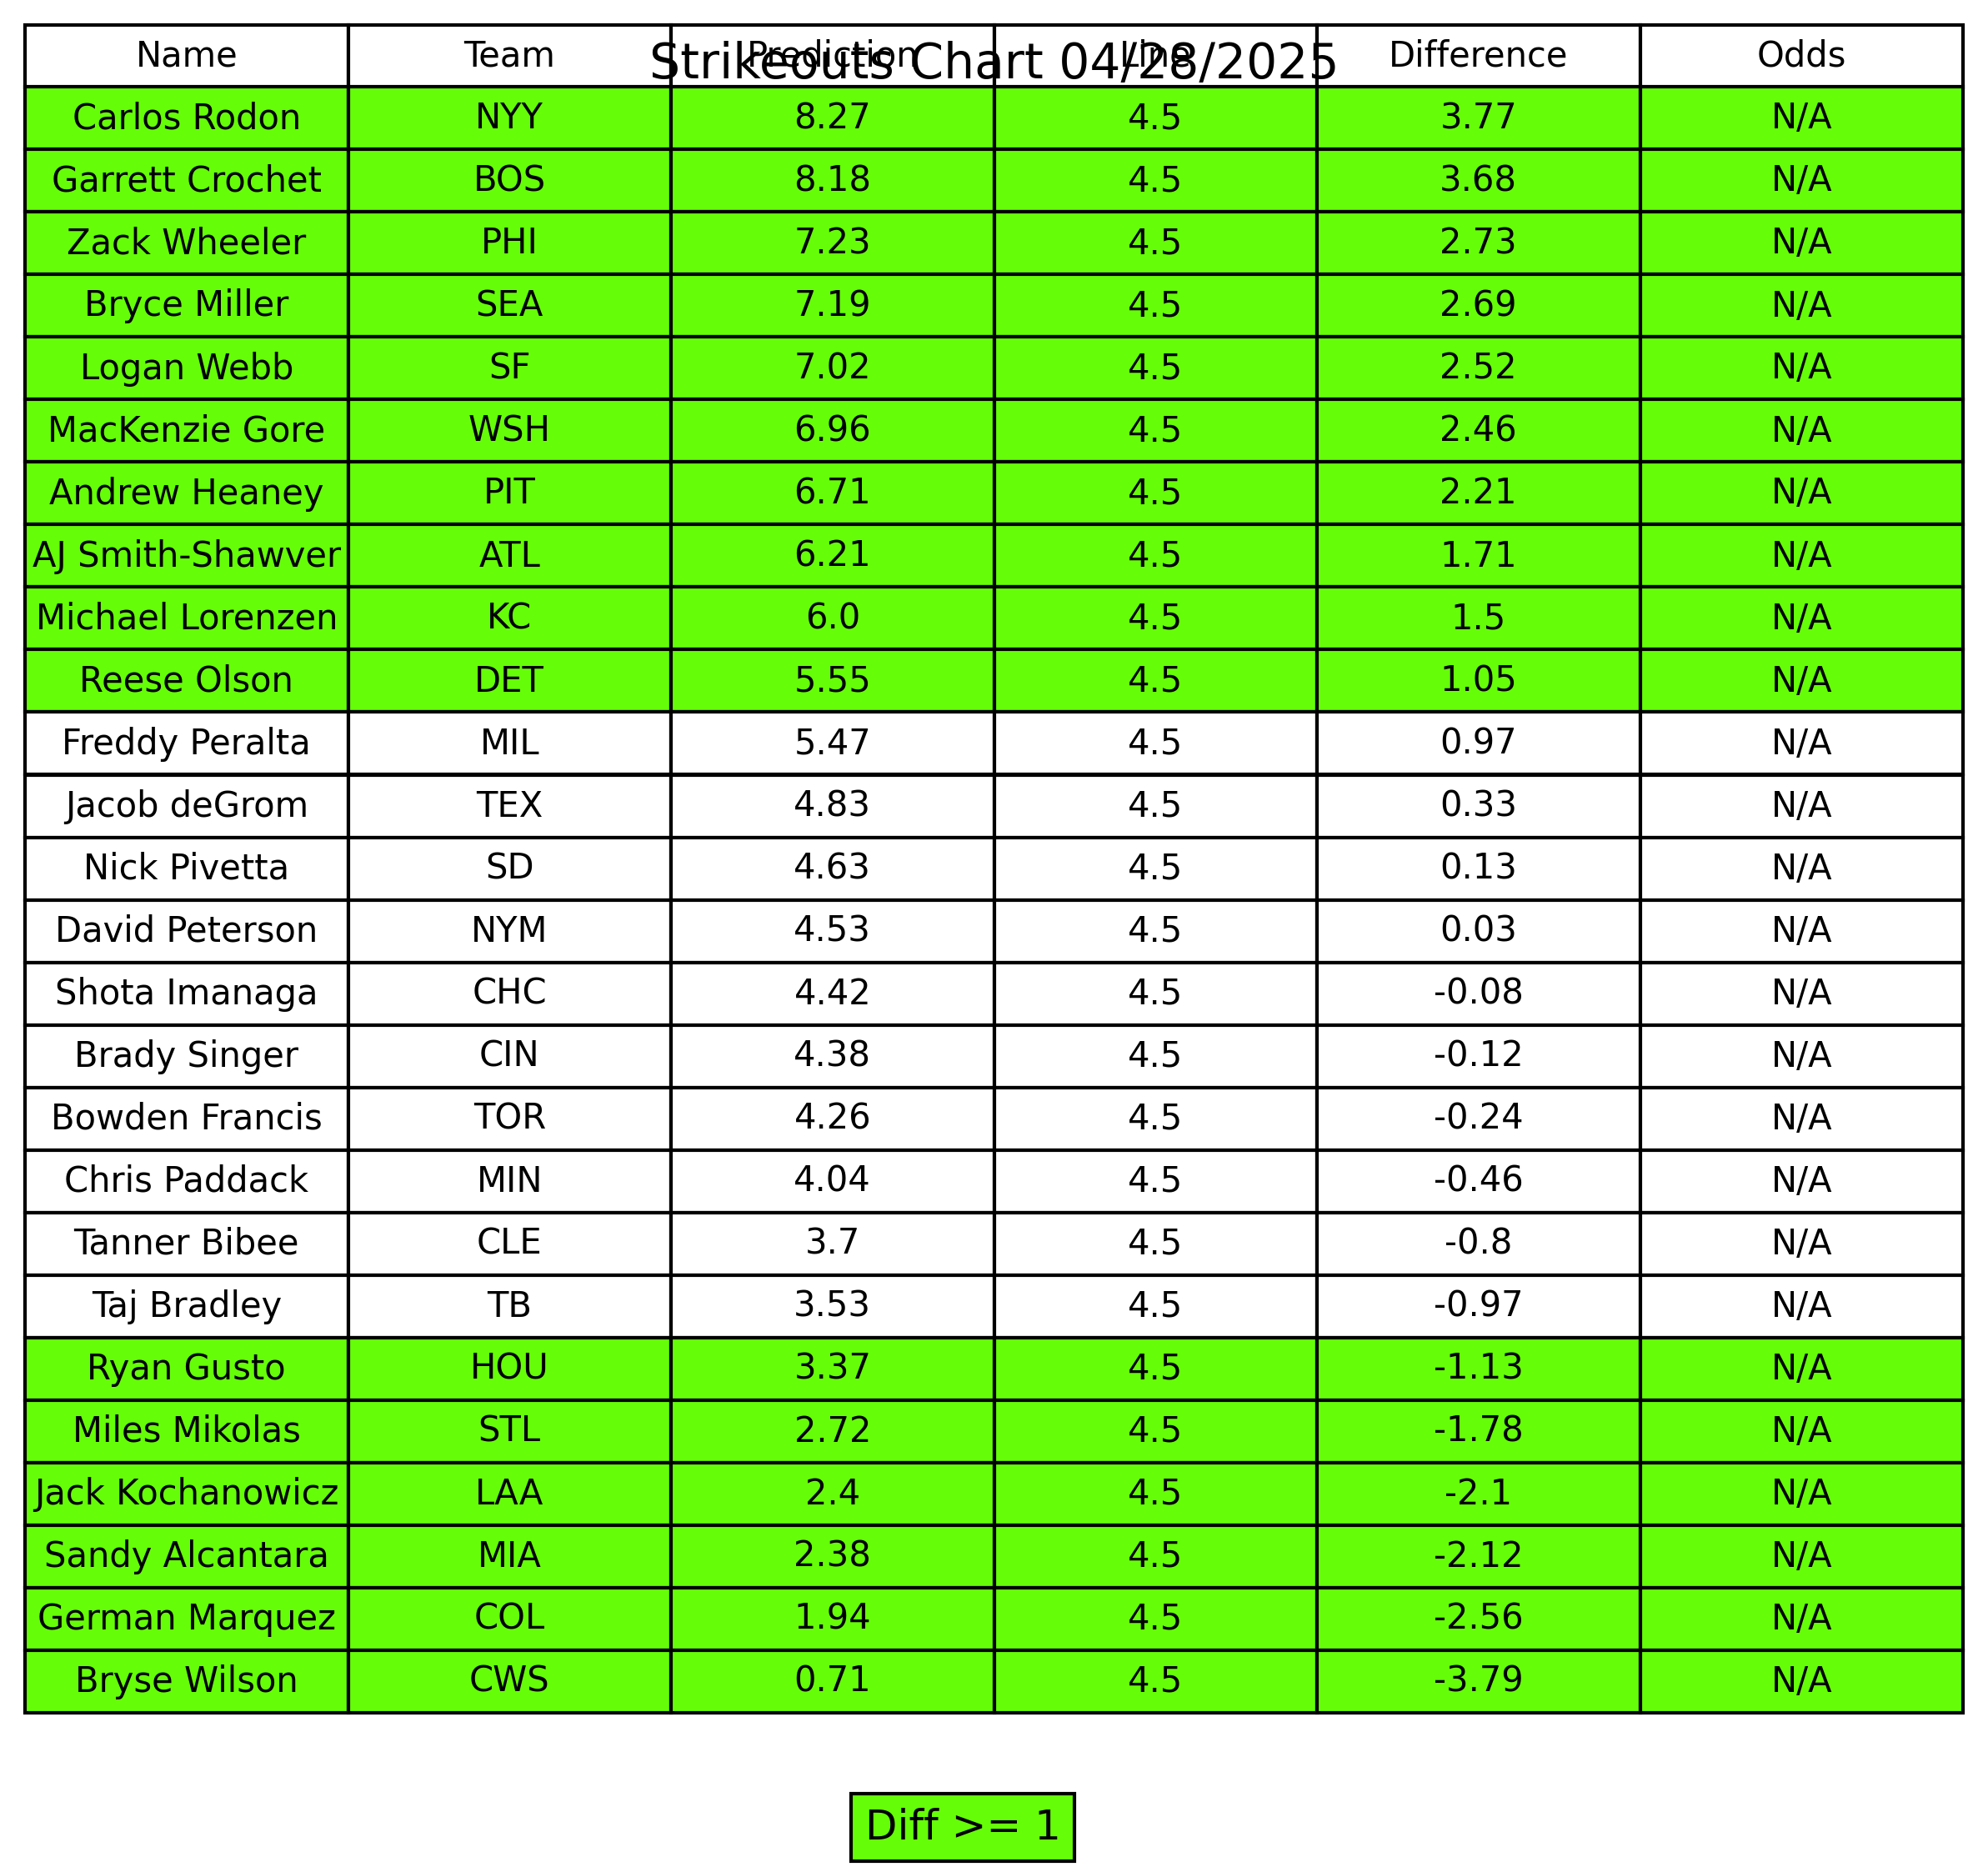 Strikeouts Chart 04/28/2025
Name Team Prediction Line Difference Odds
Carlos Rodon NYY 8.27 4.5 3.77 N/A
Garrett Crochet BOS 8.18 4.5 3.68 N/A
Zack Wheeler PHI 7.23 4.5 2.73 N/A
Bryce Miller SEA 7.19 4.5 2.69 N/A
Logan Webb SF 7.02 4.5 2.52 N/A
MacKenzie Gore WSH 6.96 4.5 2.46 N/A
Andrew Heaney PIT 6.71 4.5 2.21 N/A
AJ Smith-Shawver ATL 6.21 4.5 1.71 N/A
Michael Lorenzen KC 6.0 4.5 1.5 N/A
Reese Olson DET 5.55 4.5 1.05 N/A
Freddy Peralta MIL 5.47 4.5 0.97 N/A
Jacob deGrom TEX 4.83 4.5 0.33 N/A
Nick Pivetta SD 4.63 4.5 0.13 N/A
David Peterson NYM 4.53 4.5 0.03 N/A
Shota Imanaga CHC 4.42 4.5 -0.08 N/A
Brady Singer CIN 4.38 4.5 -0.12 N/A
Bowden Francis TOR 4.26 4.5 -0.24 N/A
Chris Paddack MIN 4.04 4.5 -0.46 N/A
Tanner Bibee CLE 3.7 4.5 -0.8 N/A
Taj Bradley TB 3.53 4.5 -0.97 N/A
Ryan Gusto HOU 3.37 4.5 -1.13 N/A
Miles Mikolas STL 2.72 4.5 -1.78 N/A
Jack Kochanowicz LAA 2.4 4.5 -2.1 N/A
Sandy Alcantara MIA 2.38 4.5 -2.12 N/A
German Marquez COL 1.94 4.5 -2.56 N/A
Bryse Wilson CWS 0.71 4.5 -3.79 N/A
Diff >= 1